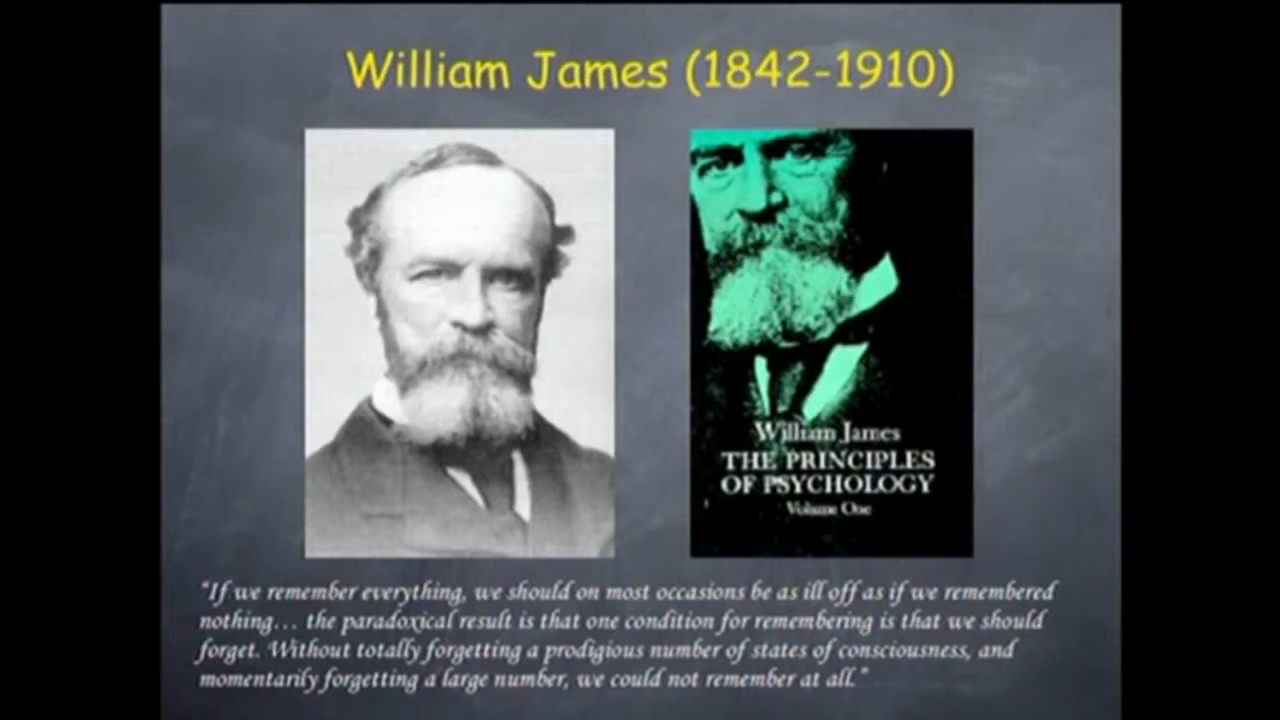 William James (1842-1910)
William James
THE PRINCIPLES
OF PSYCHOLOGY
Volume One
“If we remember everything, we should on most occasions be as ill off as if we remembered
nothing… the paradoxical result is that one condition for remembering is that we should
forget. Without totally forgetting a prodigious number of states of consciousness, and
momentarily forgetting a large number, we could not remember at all.”